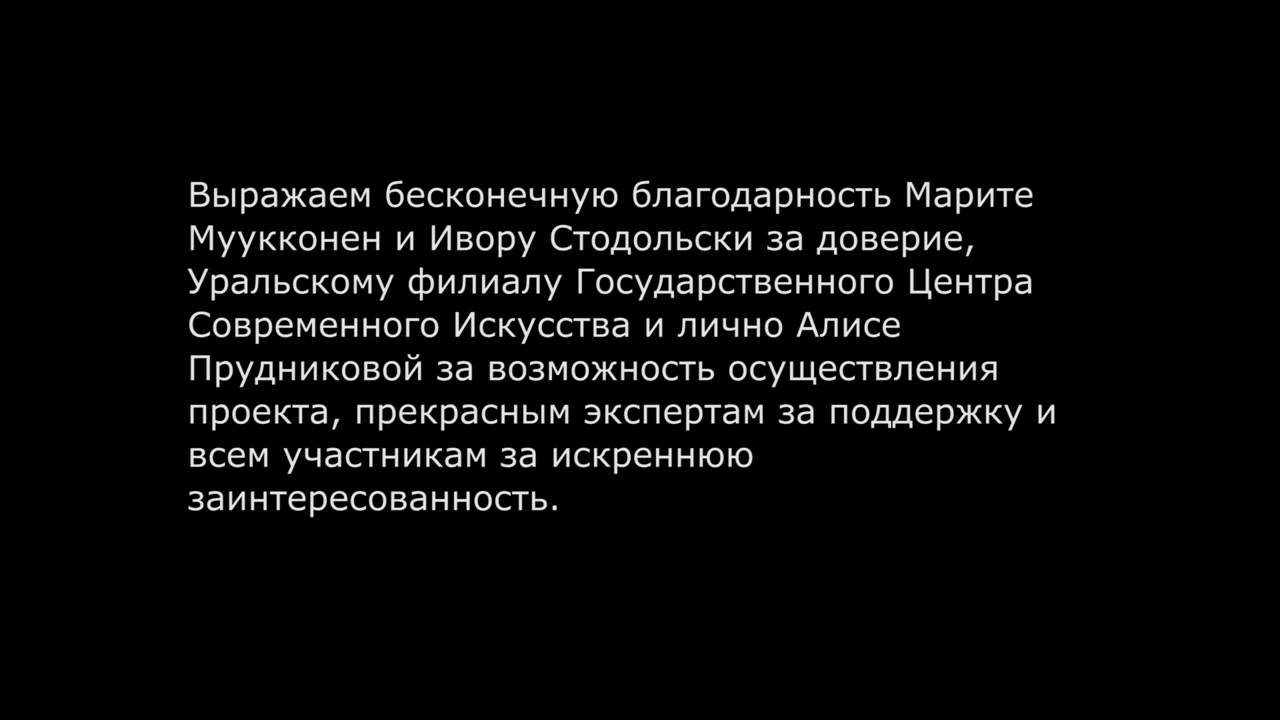 Выражаем бесконечную благодарность Марите
Муукконен и Ивору Стодольски за доверие,
Уральскому филиалу Государственного Центра
Современного Искусства и лично Алисе
Прудниковой за возможность осуществления
проекта, прекрасным экспертам за поддержку и
всем участникам за искреннюю
заинтересованность.